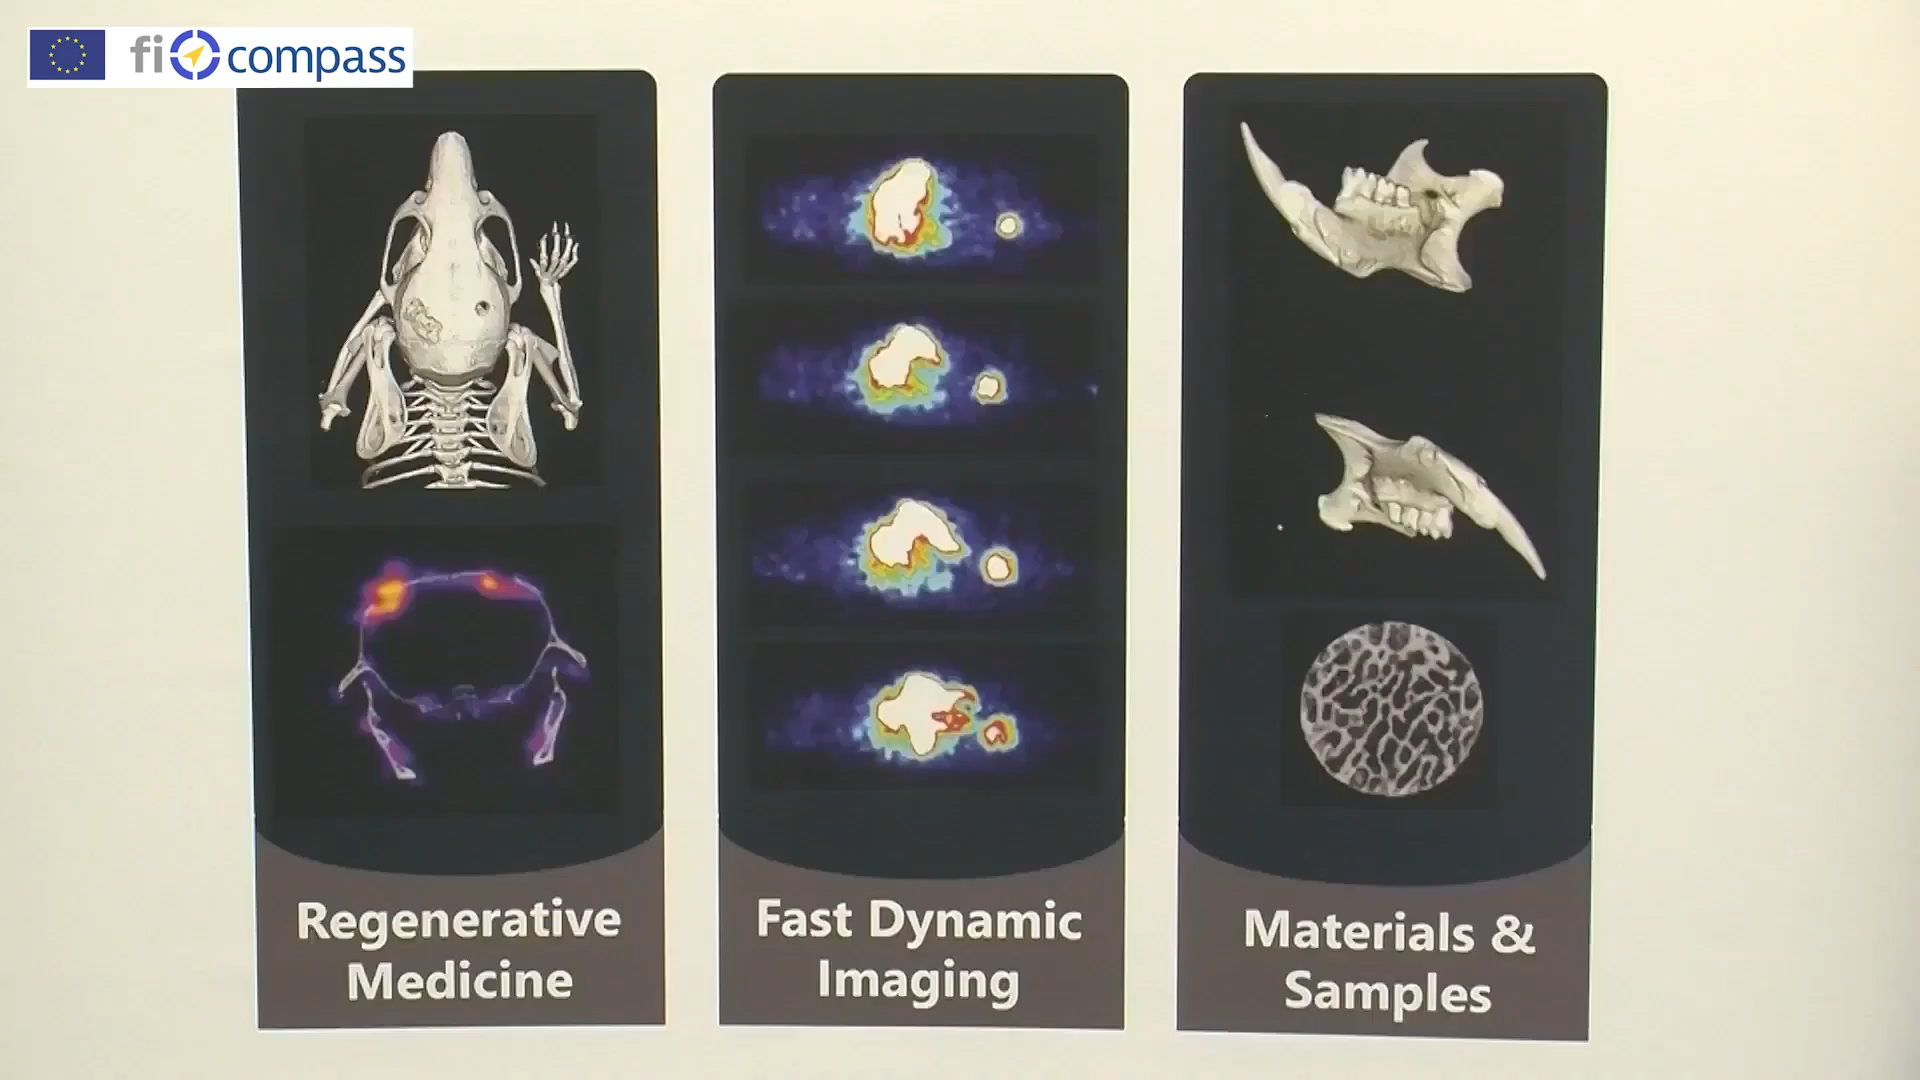 fi compass
Regenerative
Medicine
Fast Dynamic
Imaging
Materials &
Samples